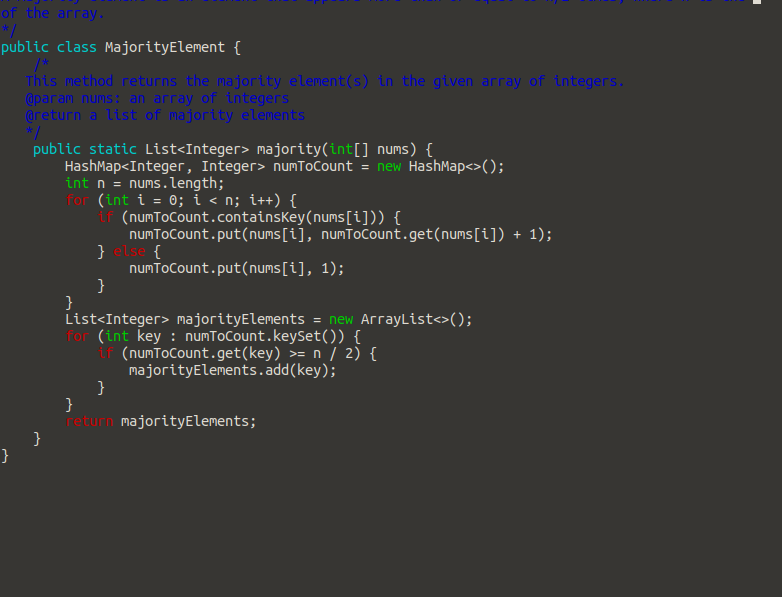 of the array.
*/
public class MajorityElement {
    /*
   This method returns the majority element(s) in the given array of integers.
   @param nums: an array of integers
   @return a list of majority elements
   */
    public static List<Integer> majority(int[] nums) {
        HashMap<Integer, Integer> numToCount = new HashMap<>();
        int n = nums.length;
        for (int i = 0; i < n; i++) {
            if (numToCount.containsKey(nums[i])) {
                numToCount.put(nums[i], numToCount.get(nums[i]) + 1);
            } else {
                numToCount.put(nums[i], 1);
            }
        }
        List<Integer> majorityElements = new ArrayList<>();
        for (int key : numToCount.keySet()) {
            if (numToCount.get(key) >= n / 2) {
                majorityElements.add(key);
            }
        }
        return majorityElements;
    }
}